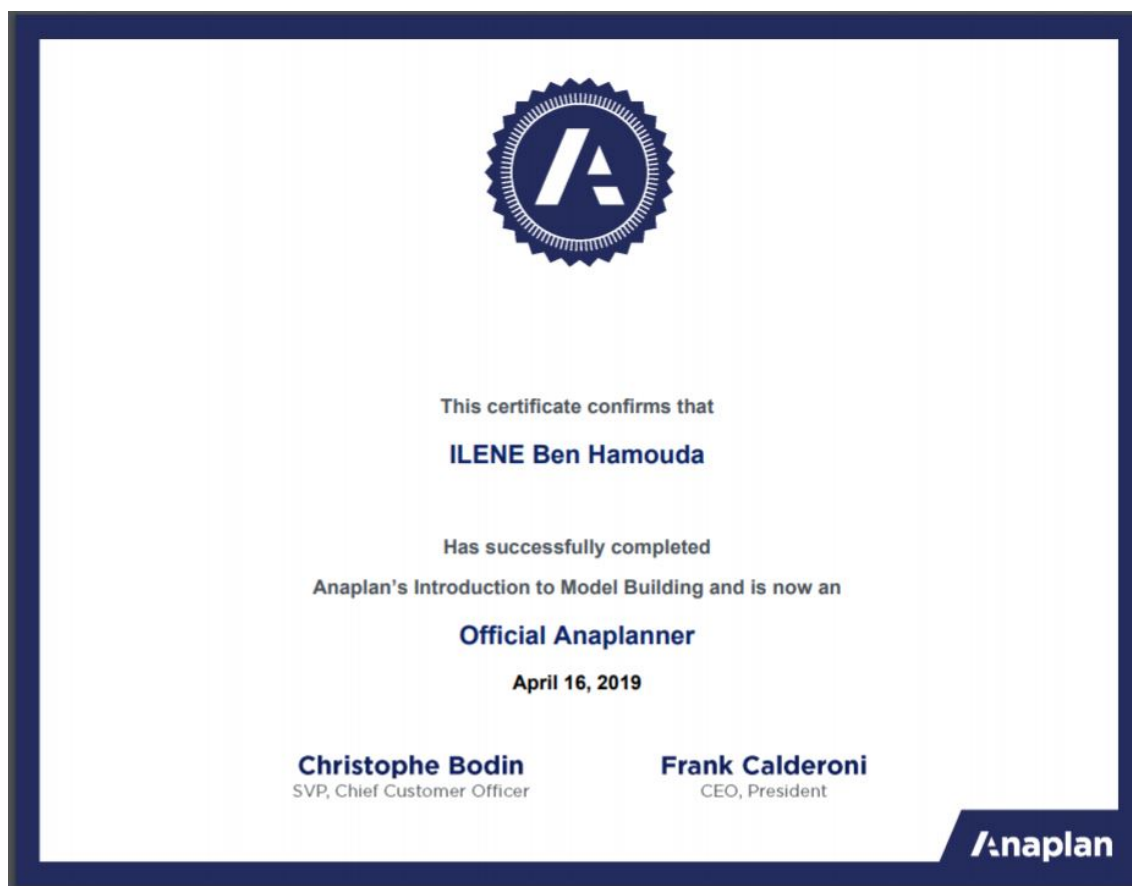 This certificate confirms that
ILENE Ben Hamouda
Has successfully completed
Anaplan's Introduction to Model Building and is now an
Official Anaplanner
April 16, 2019
Christophe Bodin
SVP, Chief Customer Officer
Frank Calderoni
CEO, President
Anaplan